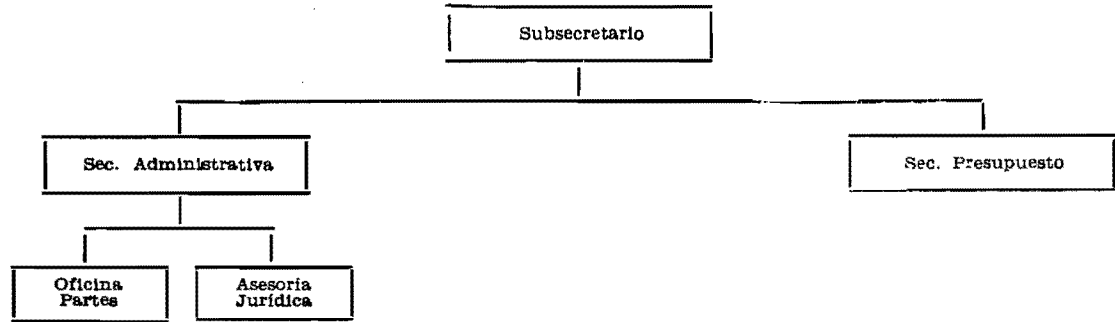 Subsecretario
Sec. Administrativa
Sec. Presupuesto
Oficina
Partes
Asesoría
Jurídica